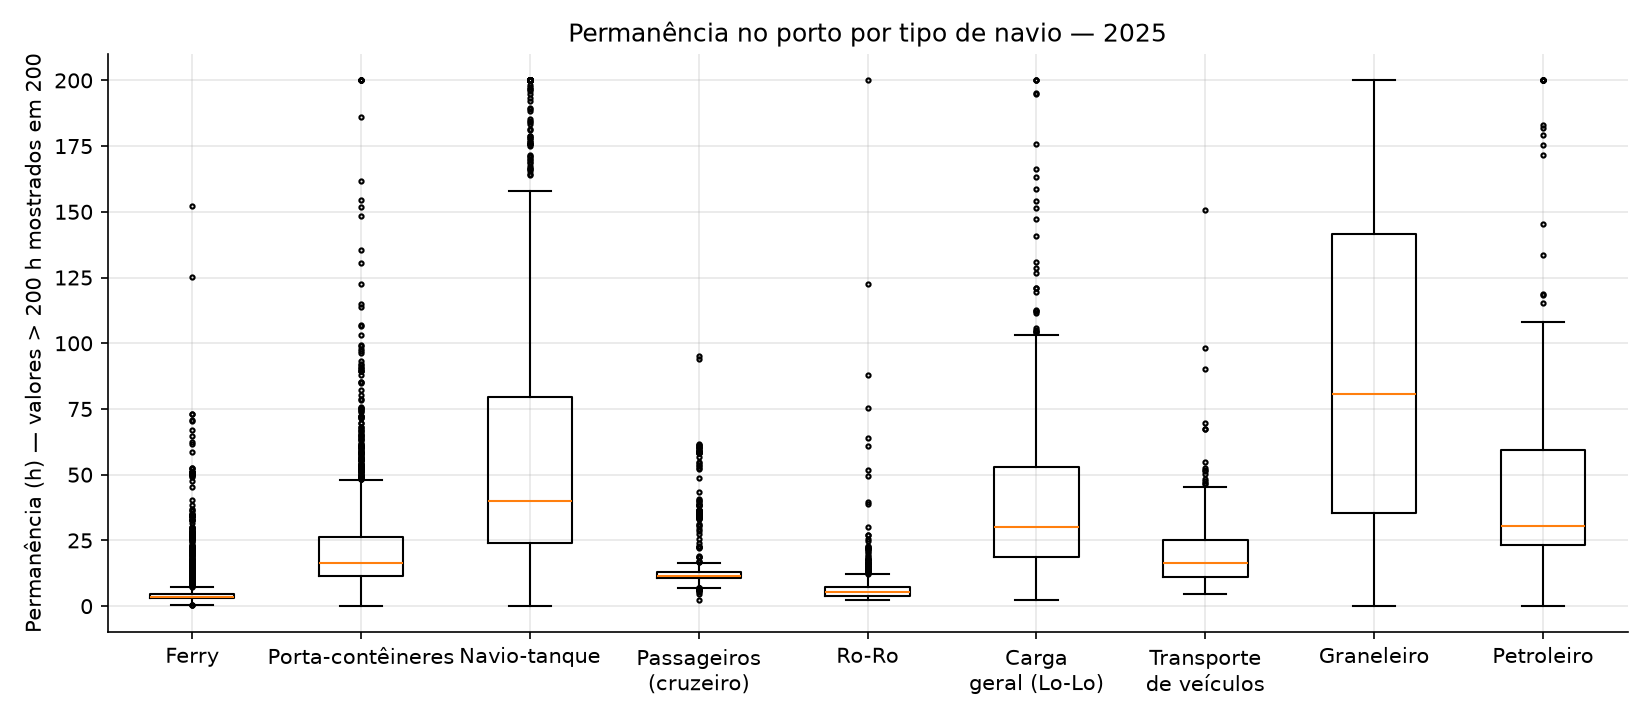 Permanência no porto por tipo de navio — 2025
Permanência (h) — valores > 200 h mostrados em 200
200
175
150
125
100
75
50
25
0
Ferry
Porta-contêineres
Navio-tanque
Passageiros
(cruzeiro)
Ro-Ro
Carga
geral (Lo-Lo)
Transporte
de veículos
Graneleiro
Petroleiro